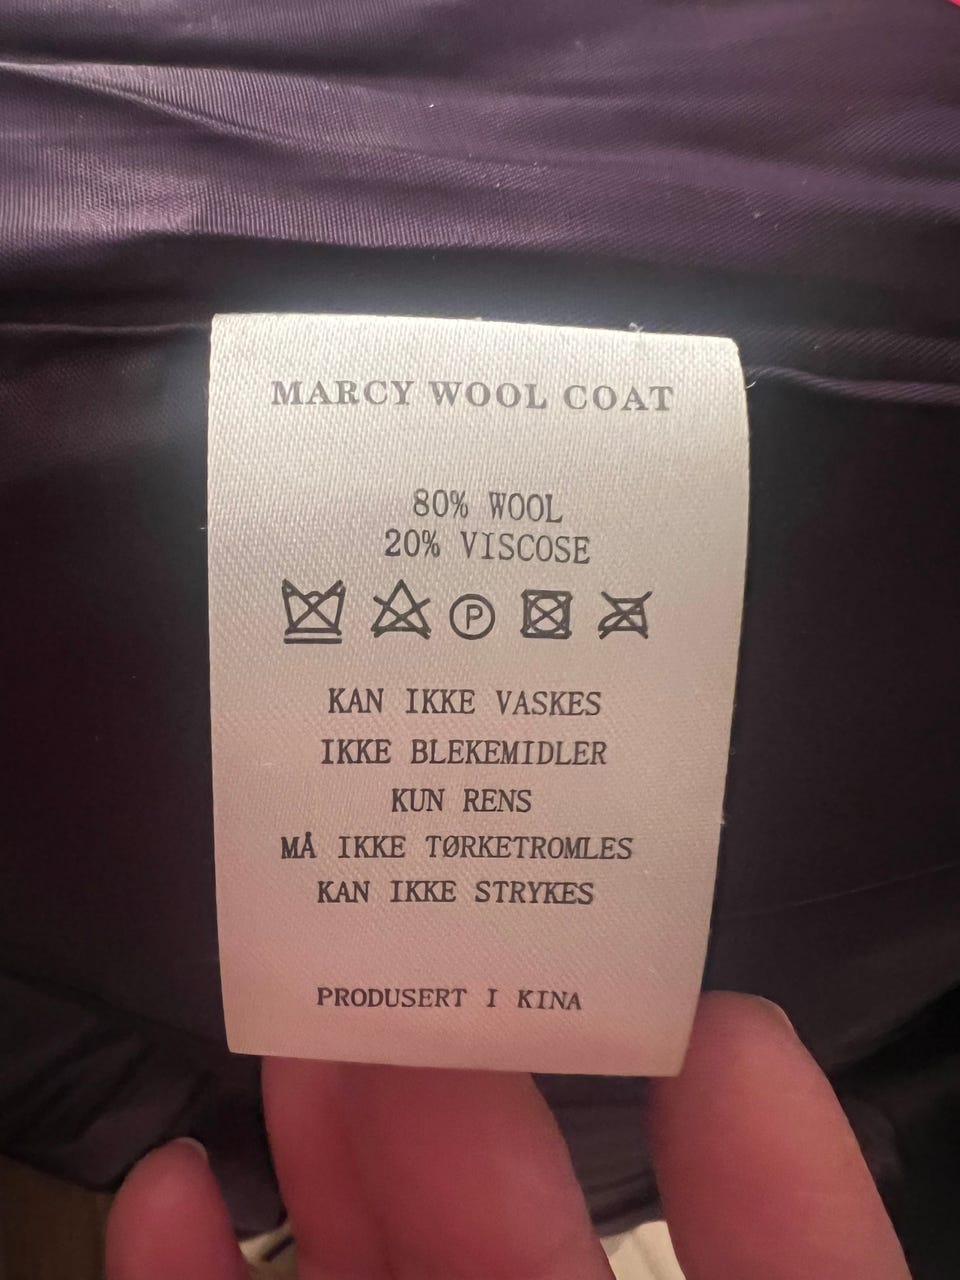 MARCY WOOL COAT
80% WOOL
20% VISCOSE
P
KAN IKKE VASKES
IKKE BLEKEMIDLER
KUN RENS
MÅ IKKE TØRKETROMLES
KAN IKKE STRYKES
PRODUSERT I KINA